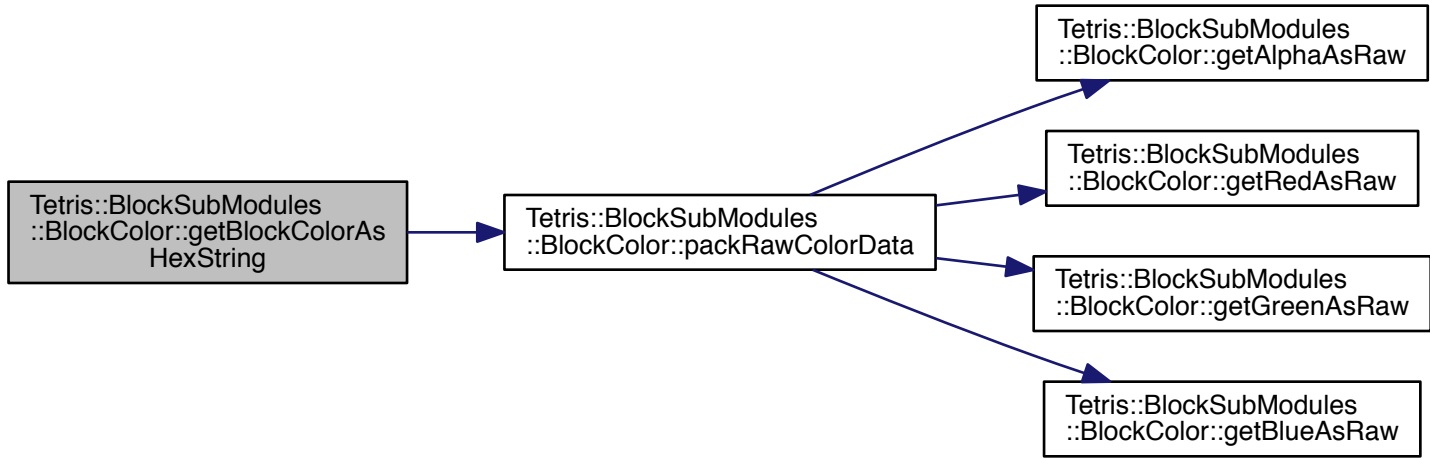 Tetris::BlockSubModules
::BlockColor::getBlockColorAs
HexString
Tetris::BlockSubModules
::BlockColor::packRawColorData
Tetris::BlockSubModules
::BlockColor::getAlphaAsRaw
Tetris::BlockSubModules
::BlockColor::getRedAsRaw
Tetris::BlockSubModules
::BlockColor::getGreenAsRaw
Tetris::BlockSubModules
::BlockColor::getBlueAsRaw